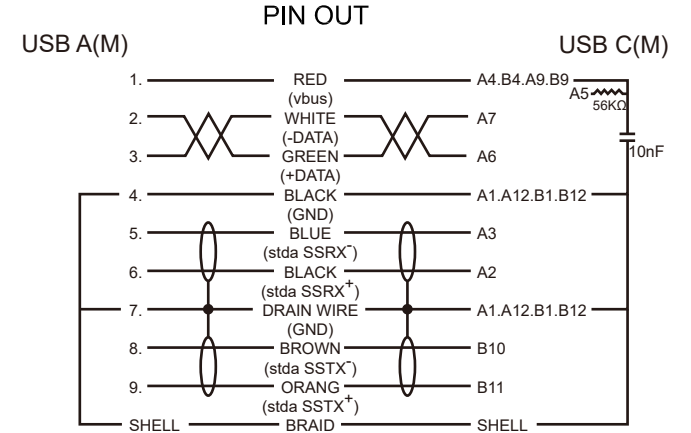 PIN OUT
USB A(M) USB C(M)
1. RED A4.B4.A9.B9
(vbus) A5 56KΩ
2. WHITE A7
(-DATA)
3. GREEN A6 10nF
(+DATA)
4. BLACK A1.A12.B1.B12
(GND)
5. BLUE A3
(stda SSRX-)
6. BLACK A2
(stda SSRX+)
7. DRAIN WIRE A1.A12.B1.B12
(GND)
8. BROWN B10
(stda SSTX-)
9. ORANG B11
(stda SSTX+)
SHELL BRAID SHELL